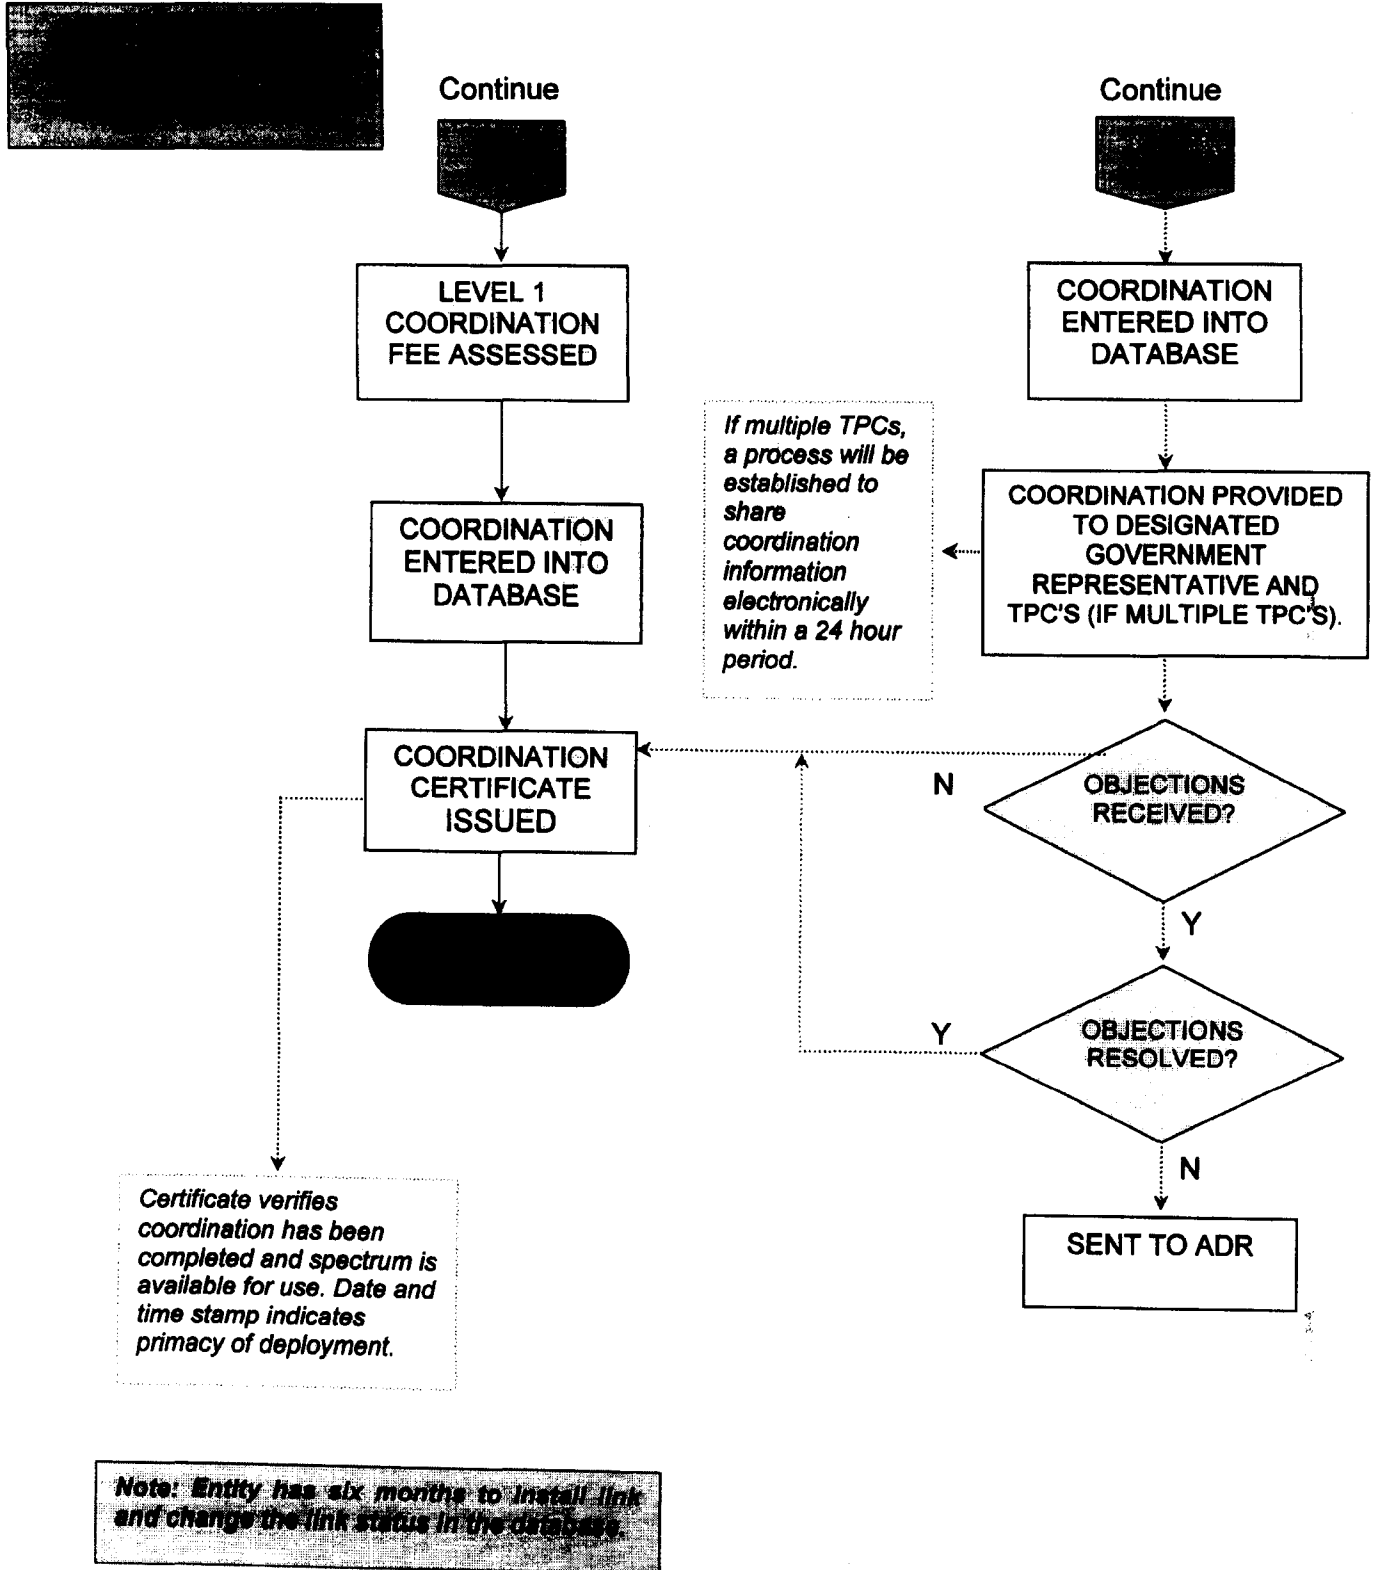 Continue
LEVEL 1
COORDINATION
FEE ASSESSED
COORDINATION
ENTERED INTO
DATABASE
COORDINATION
CERTIFICATE
ISSUED
Certificate verifies
coordination has been
completed and spectrum is
available for use. Date and
time stamp indicates
primacy of deployment.
Note: Entity has six months to install link
and change the link status in the database.
If multiple TPCs,
a process will be
established to
share
coordination
information
electronically
within a 24 hour
period.
Continue
COORDINATION
ENTERED INTO
DATABASE
COORDINATION PROVIDED
TO DESIGNATED
GOVERNMENT
REPRESENTATIVE AND
TPC'S (IF MULTIPLE TPC'S).
OBJECTIONS
RECEIVED?
N
Y
OBJECTIONS
RESOLVED?
Y
N
SENT TO ADR